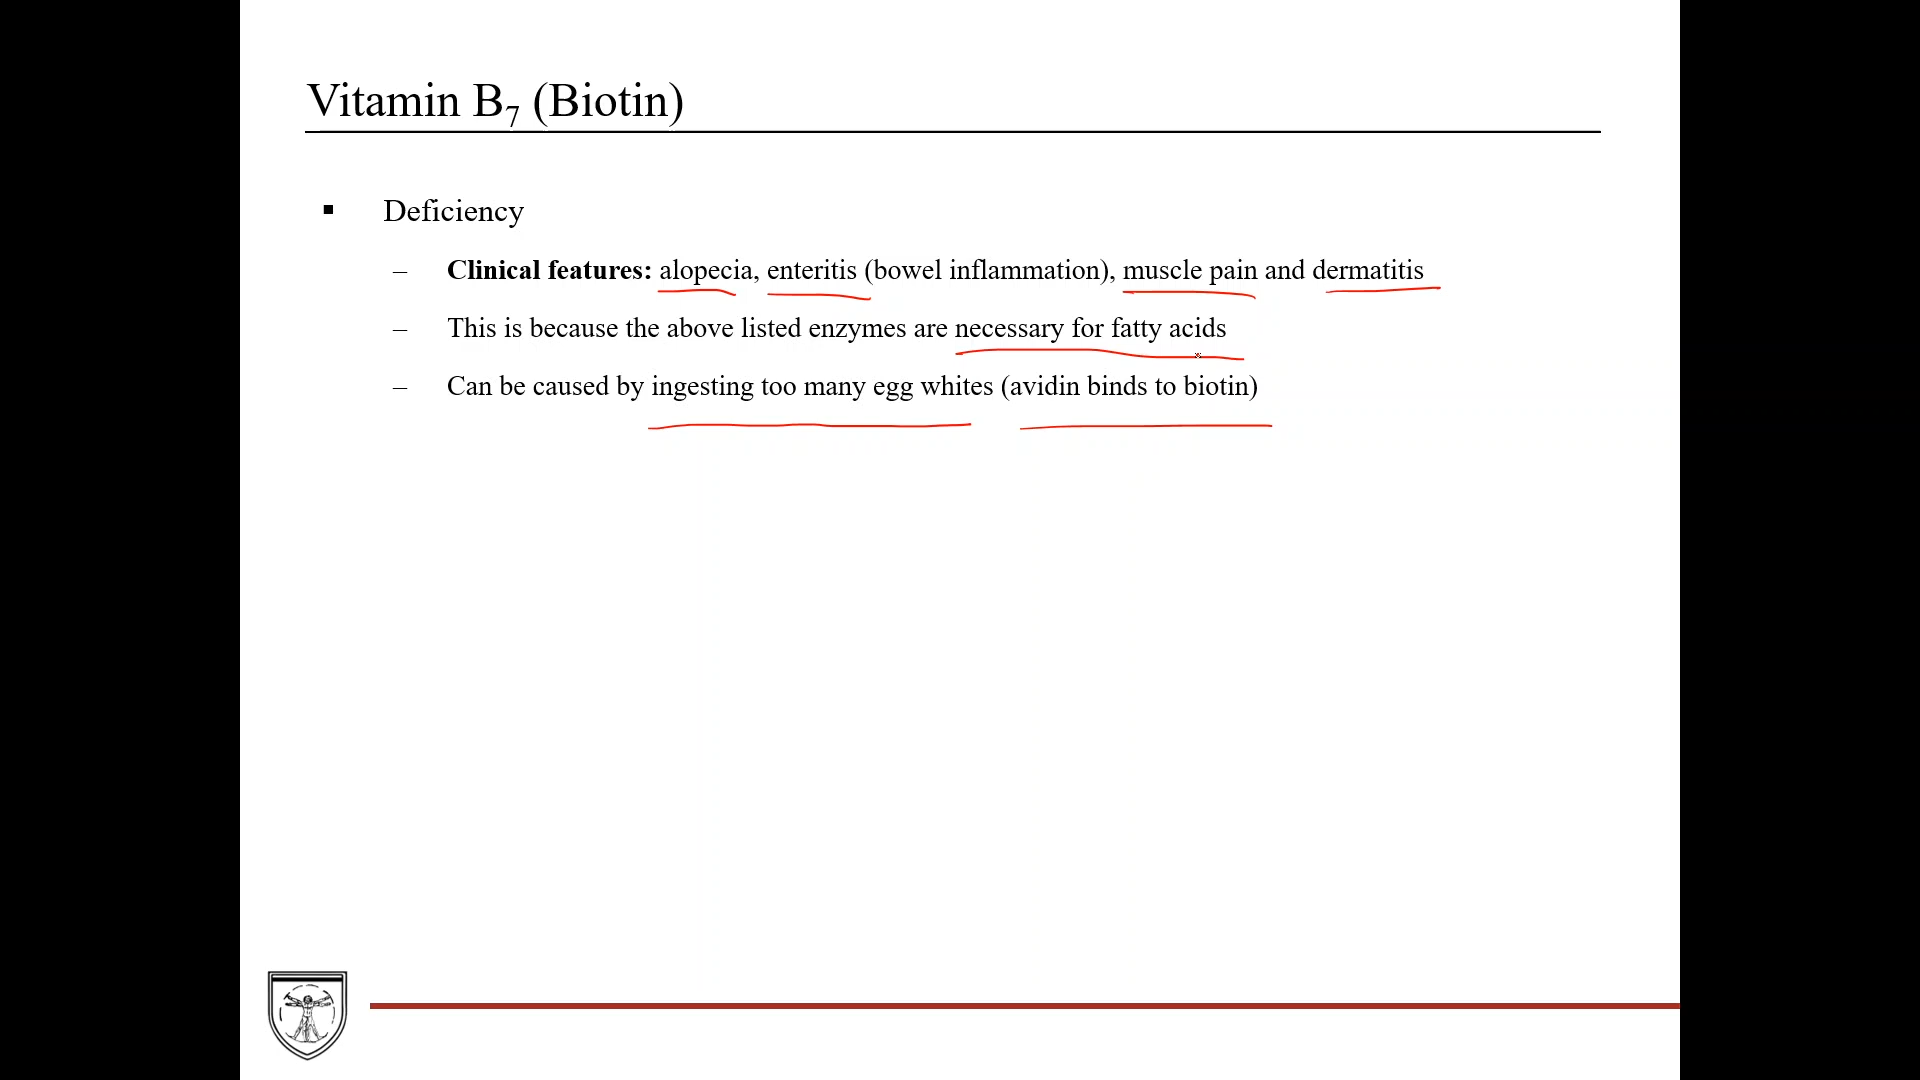 Vitamin B₇ (Biotin)
▪ Deficiency
– Clinical features: alopecia, enteritis (bowel inflammation), muscle pain and dermatitis
– This is because the above listed enzymes are necessary for fatty acids
– Can be caused by ingesting too many egg whites (avidin binds to biotin)